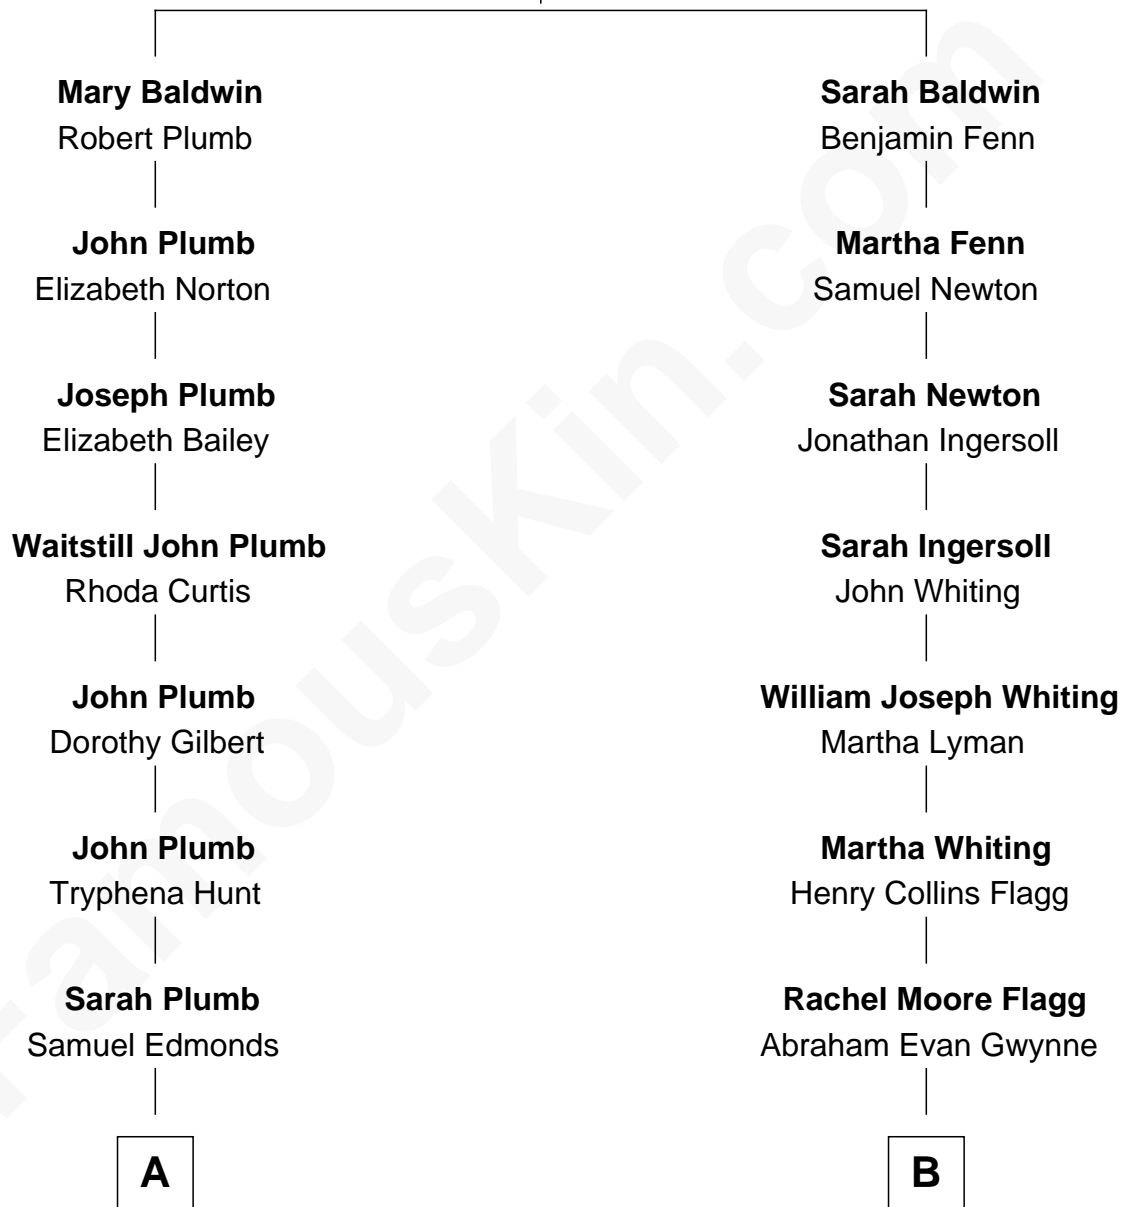 Mary Baldwin
Robert Plumb
John Plumb
Elizabeth Norton
Joseph Plumb
Elizabeth Bailey
Waitstill John Plumb
Rhoda Curtis
John Plumb
Dorothy Gilbert
John Plumb
Tryphena Hunt
Sarah Plumb
Samuel Edmonds
A
Sarah Baldwin
Benjamin Fenn
Martha Fenn
Samuel Newton
Sarah Newton
Jonathan Ingersoll
Sarah Ingersoll
John Whiting
William Joseph Whiting
Martha Lyman
Martha Whiting
Henry Collins Flagg
Rachel Moore Flagg
Abraham Evan Gwynne
B
FamousKin.com